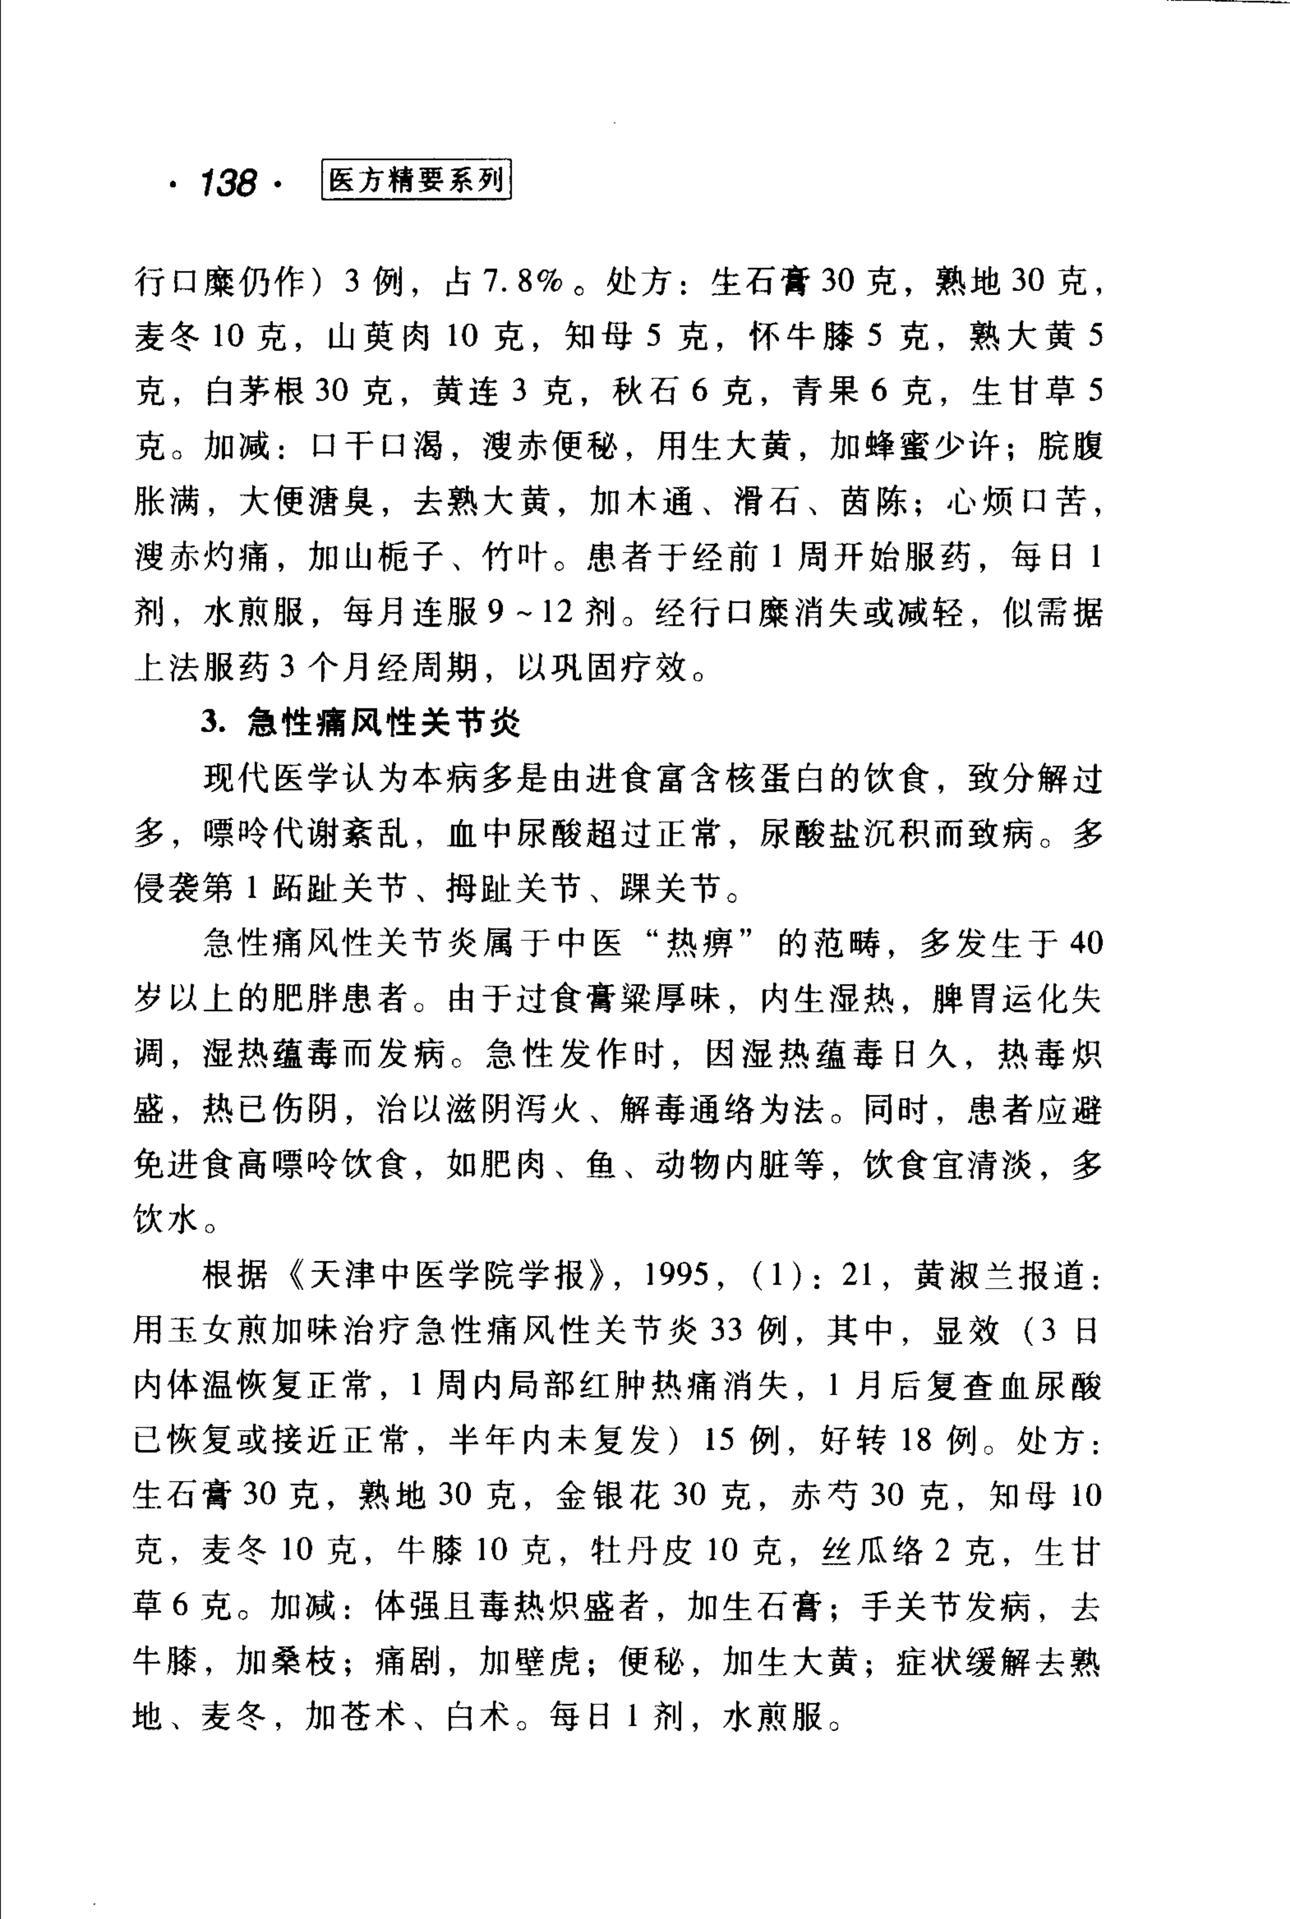 · 138 · 医方精要系列
行口糜仍作）3 例，占 7.8%。处方：生石膏 30 克，熟地 30 克，
麦冬 10 克，山萸肉 10 克，知母 5 克，怀牛膝 5 克，熟大黄 5
克，白茅根 30 克，黄连 3 克，秋石 6 克，青果 6 克，生甘草 5
克。加减：口干口渴，溲赤便秘，用生大黄，加蜂蜜少许；脘腹
胀满，大便溏臭，去熟大黄，加木通、滑石、茵陈；心烦口苦，
溲赤灼痛，加山栀子、竹叶。患者于经前 1 周开始服药，每日 1
剂，水煎服，每月连服 9～12 剂。经行口糜消失或减轻，似需据
上法服药 3 个月经周期，以巩固疗效。
3. 急性痛风性关节炎
现代医学认为本病多是由进食富含核蛋白的饮食，致分解过
多，嘌呤代谢紊乱，血中尿酸超过正常，尿酸盐沉积而致病。多
侵袭第 1 跖趾关节、拇趾关节、踝关节。
急性痛风性关节炎属于中医“热痹”的范畴，多发生于 40
岁以上的肥胖患者。由于过食膏粱厚味，内生湿热，脾胃运化失
调，湿热蕴毒而发病。急性发作时，因湿热蕴毒日久，热毒炽
盛，热已伤阴，治以滋阴泻火、解毒通络为法。同时，患者应避
免进食高嘌呤饮食，如肥肉、鱼、动物内脏等，饮食宜清淡，多
饮水。
根据《天津中医学院学报》，1995，（1）：21，黄淑兰报道：
用玉女煎加味治疗急性痛风性关节炎 33 例，其中，显效（3 日
内体温恢复正常，1 周内局部红肿热痛消失，1 月后复查血尿酸
已恢复或接近正常，半年内未复发）15 例，好转 18 例。处方：
生石膏 30 克，熟地 30 克，金银花 30 克，赤芍 30 克，知母 10
克，麦冬 10 克，牛膝 10 克，牡丹皮 10 克，丝瓜络 2 克，生甘
草 6 克。加减：体强且毒热炽盛者，加生石膏；手关节发病，去
牛膝，加桑枝；痛剧，加壁虎；便秘，加生大黄；症状缓解去熟
地、麦冬，加苍术、白术。每日 1 剂，水煎服。